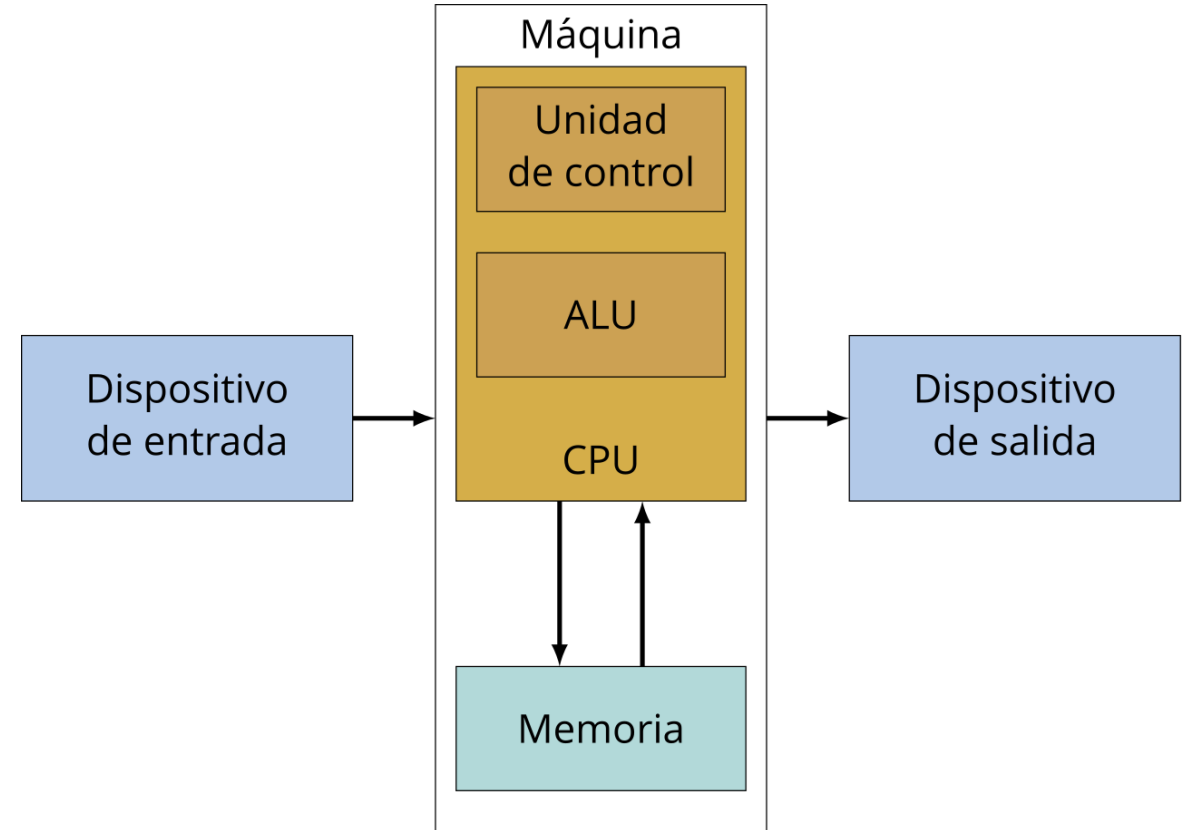 Máquina
Unidad
de control
ALU
CPU
Dispositivo
de entrada
Dispositivo
de salida
Memoria